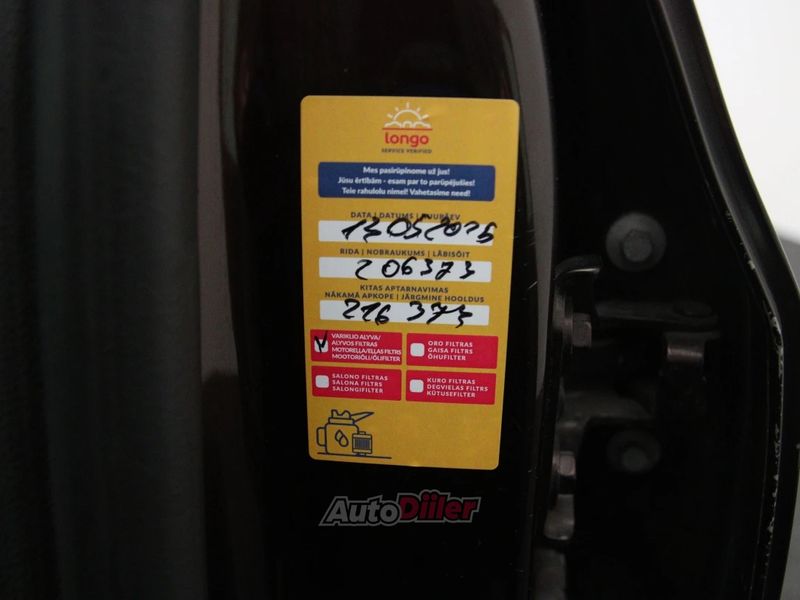 longo
SERVICE VERIFIED
Mes pasirūpinome už jus!
Jūsu ērtībām - esam par to parūpējušies!
Teie rahulolu nimel! Vahetasime need!
DATA | DATUMS | KUUPÄEV
13 05 2025
RIDA | NOBRAUKUMS | LÄBISÕIT
206373
KITAS APTARNAVIMAS
NĀKAMĀ APKOPE | JÄRGMINE HOOLDUS
216 373
VARIKLIO ALYVA/
ALYVOS FILTRAS
MOTOREĻĻA/EĻĻAS FILTRS
MOOTORIÕLI/ÕLIFILTER
ORO FILTRAS
GAISA FILTRS
ÕHUFILTER
SALONO FILTRAS
SALONA FILTRS
SALONGIFILTER
KURO FILTRAS
DEGVIELAS FILTRS
KÜTUSEFILTER
AutoDiiler